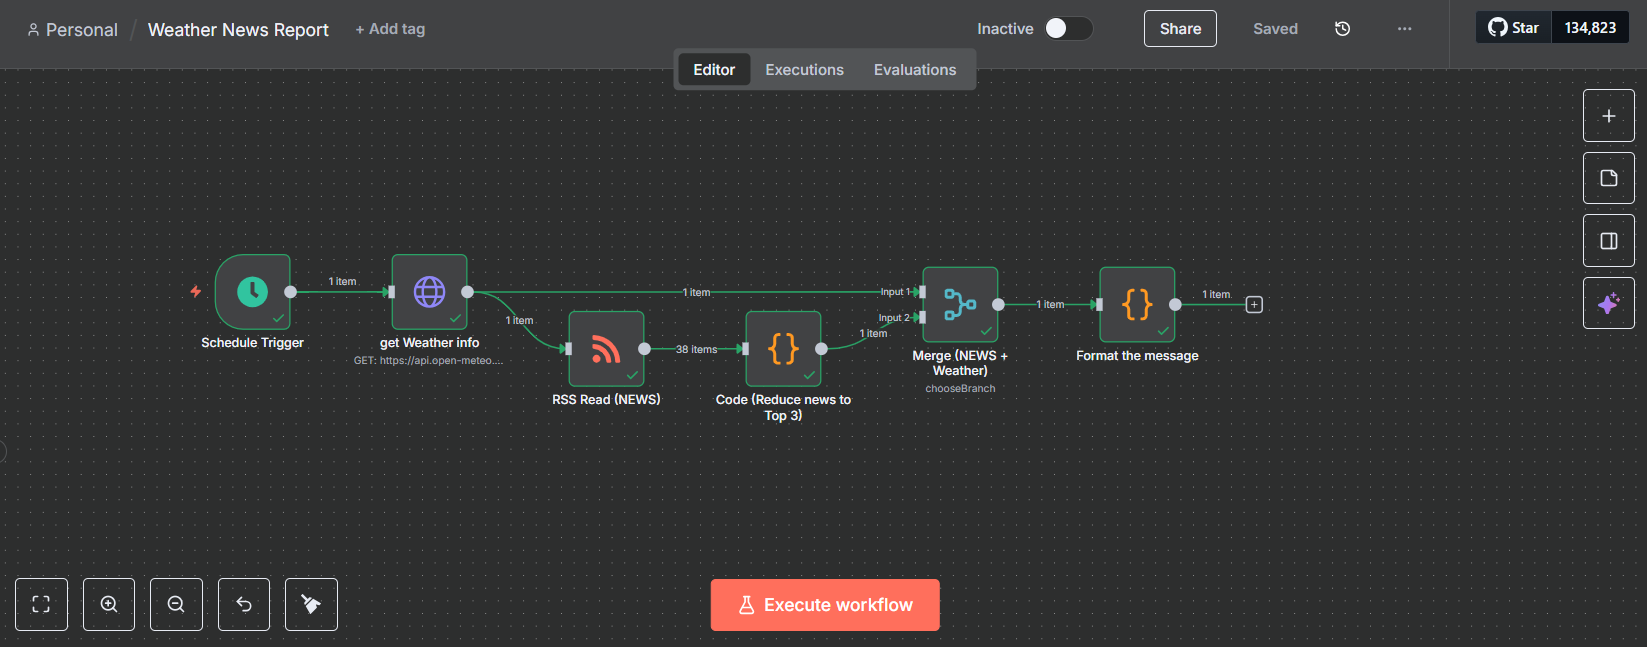 Personal / Weather News Report + Add tag
Inactive
Share
Saved
Star 134,823
Editor Executions Evaluations
Schedule Trigger
1 item
get Weather info
GET: https://api.open-meteo....
1 item
1 item
RSS Read (NEWS)
38 items
Code (Reduce news to
Top 3)
1 item
Input 1
Input 2
Merge (NEWS +
Weather)
chooseBranch
1 item
Format the message
1 item
Execute workflow